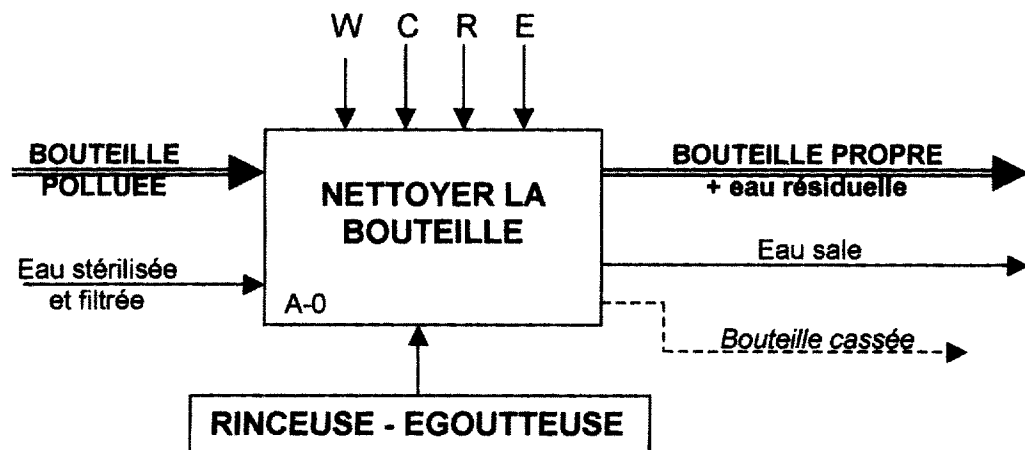 W C R E
BOUTEILLE
POLLUEE
Eau stérilisée
et filtrée
NETTOYER LA
BOUTEILLE
A-0
BOUTEILLE PROPRE
+ eau résiduelle
Eau sale
Bouteille cassée
RINCEUSE - EGOUTTEUSE